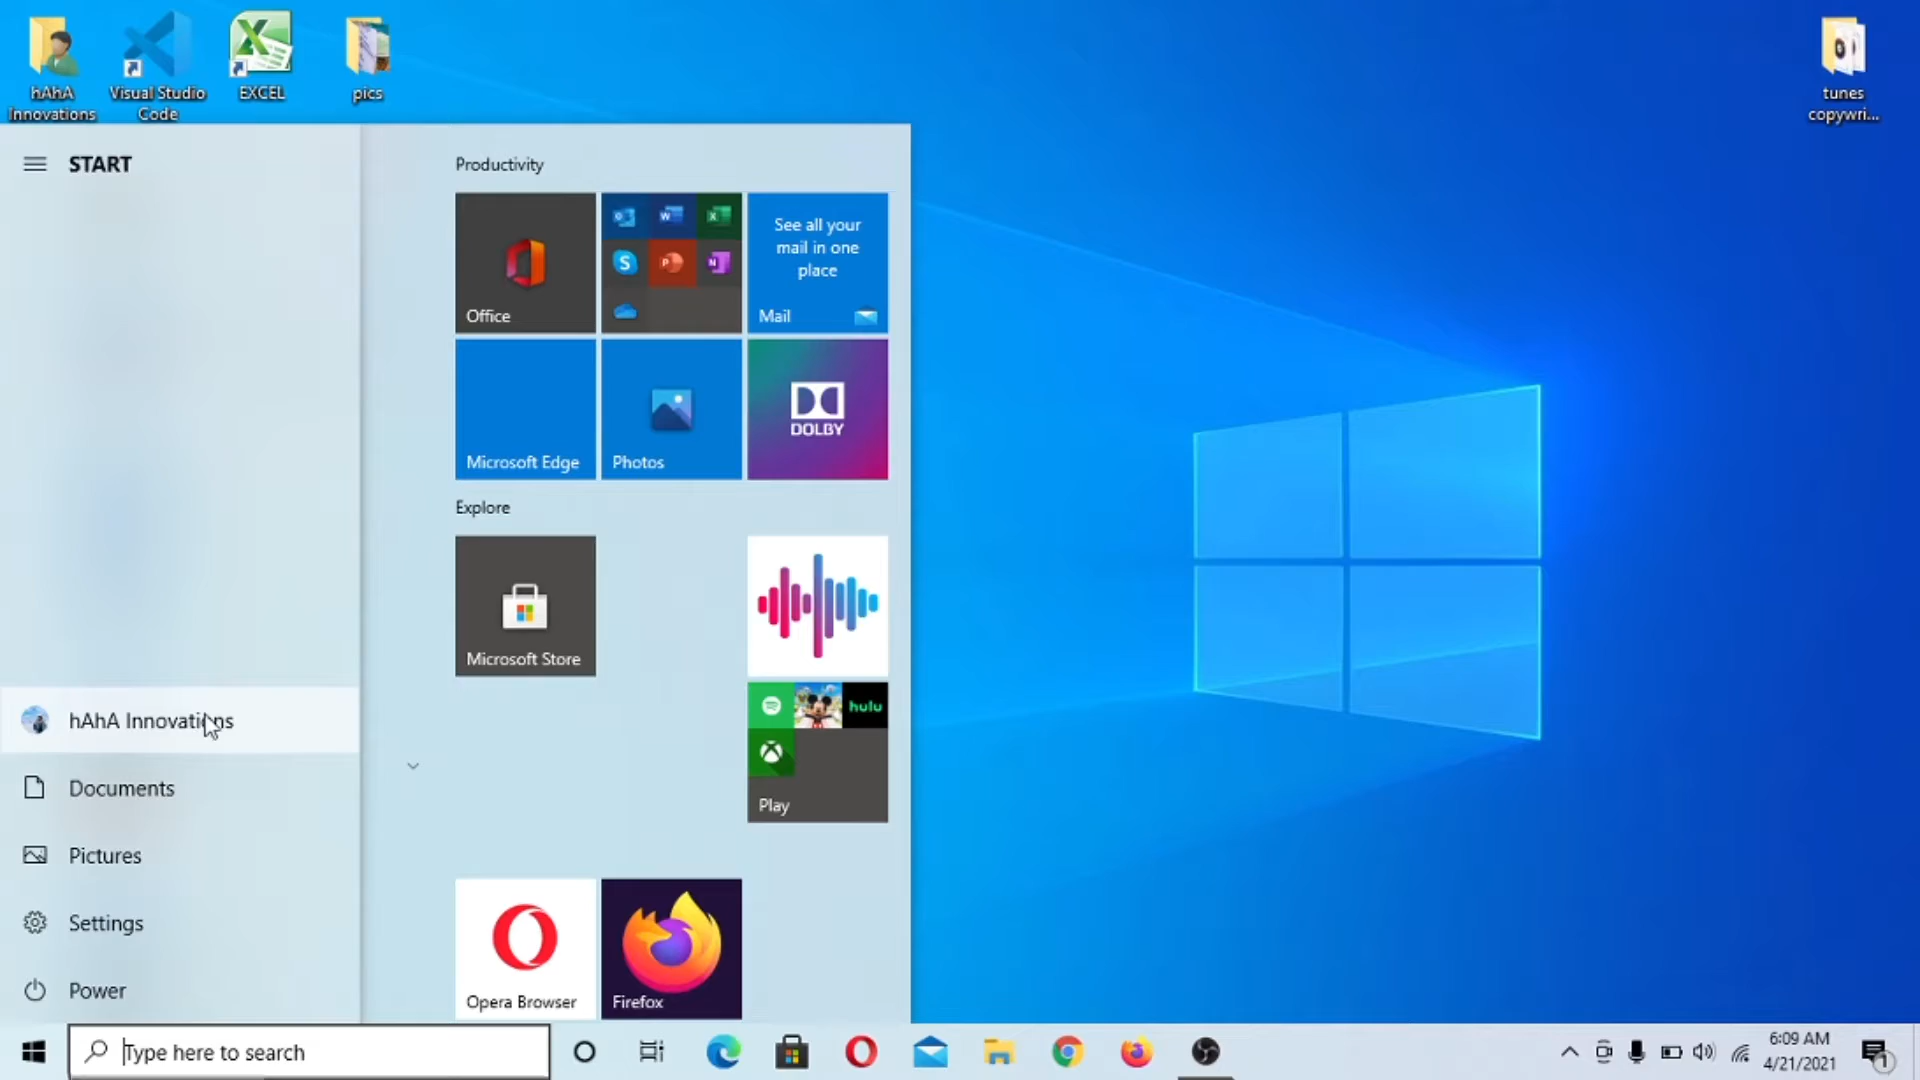 hAhA
Innovations
Visual Studio
Code
EXCEL
pics
tunes
copywri...
START
Productivity
Office
See all your
mail in one
place
Mail
Microsoft Edge
Photos
DOLBY
Explore
Microsoft Store
hulu
Play
hAhA Innovations
Documents
Pictures
Settings
Power
Opera Browser
Firefox
Type here to search
6:09 AM
4/21/2021
1